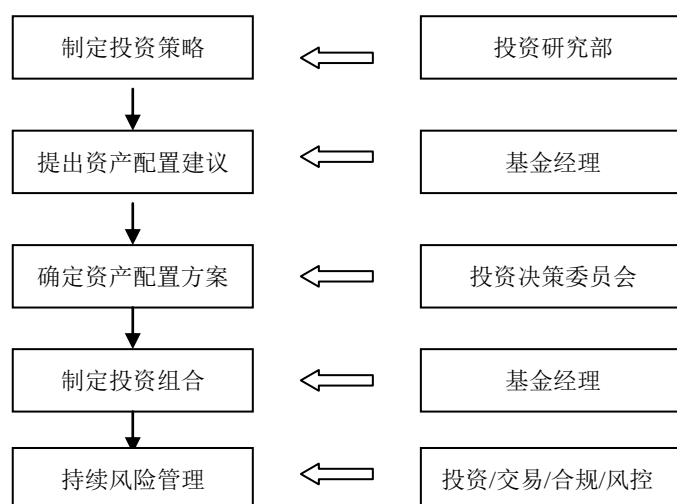 制定投资策略
投资研究部
提出资产配置建议
基金经理
确定资产配置方案
投资决策委员会
制定投资组合
基金经理
持续风险管理
投资/交易/合规/风控